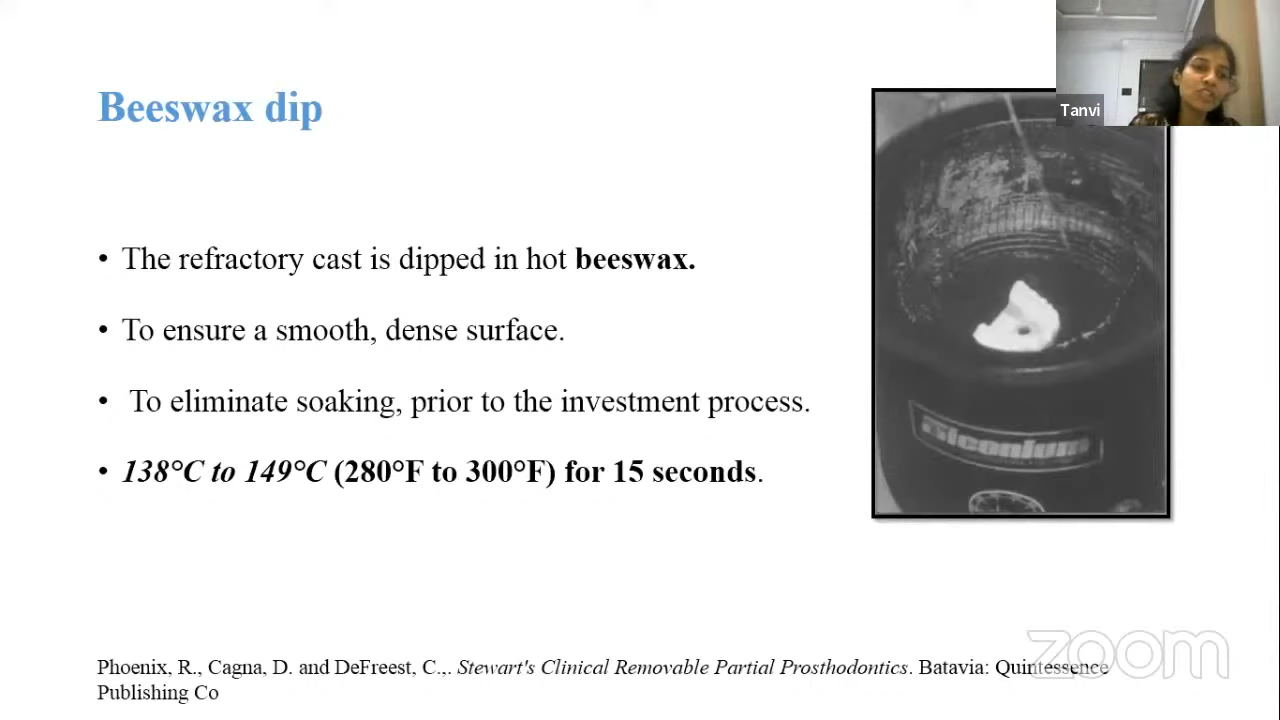 Tanvi
Beeswax dip
• The refractory cast is dipped in hot beeswax.
• To ensure a smooth, dense surface.
• To eliminate soaking, prior to the investment process.
• 138°C to 149°C (280°F to 300°F) for 15 seconds.
Ticonium
Phoenix, R., Cagna, D. and DeFreest, C.,. Stewart's Clinical Removable Partial Prosthodontics. Batavia: Quintessence
Publishing Co
zoom